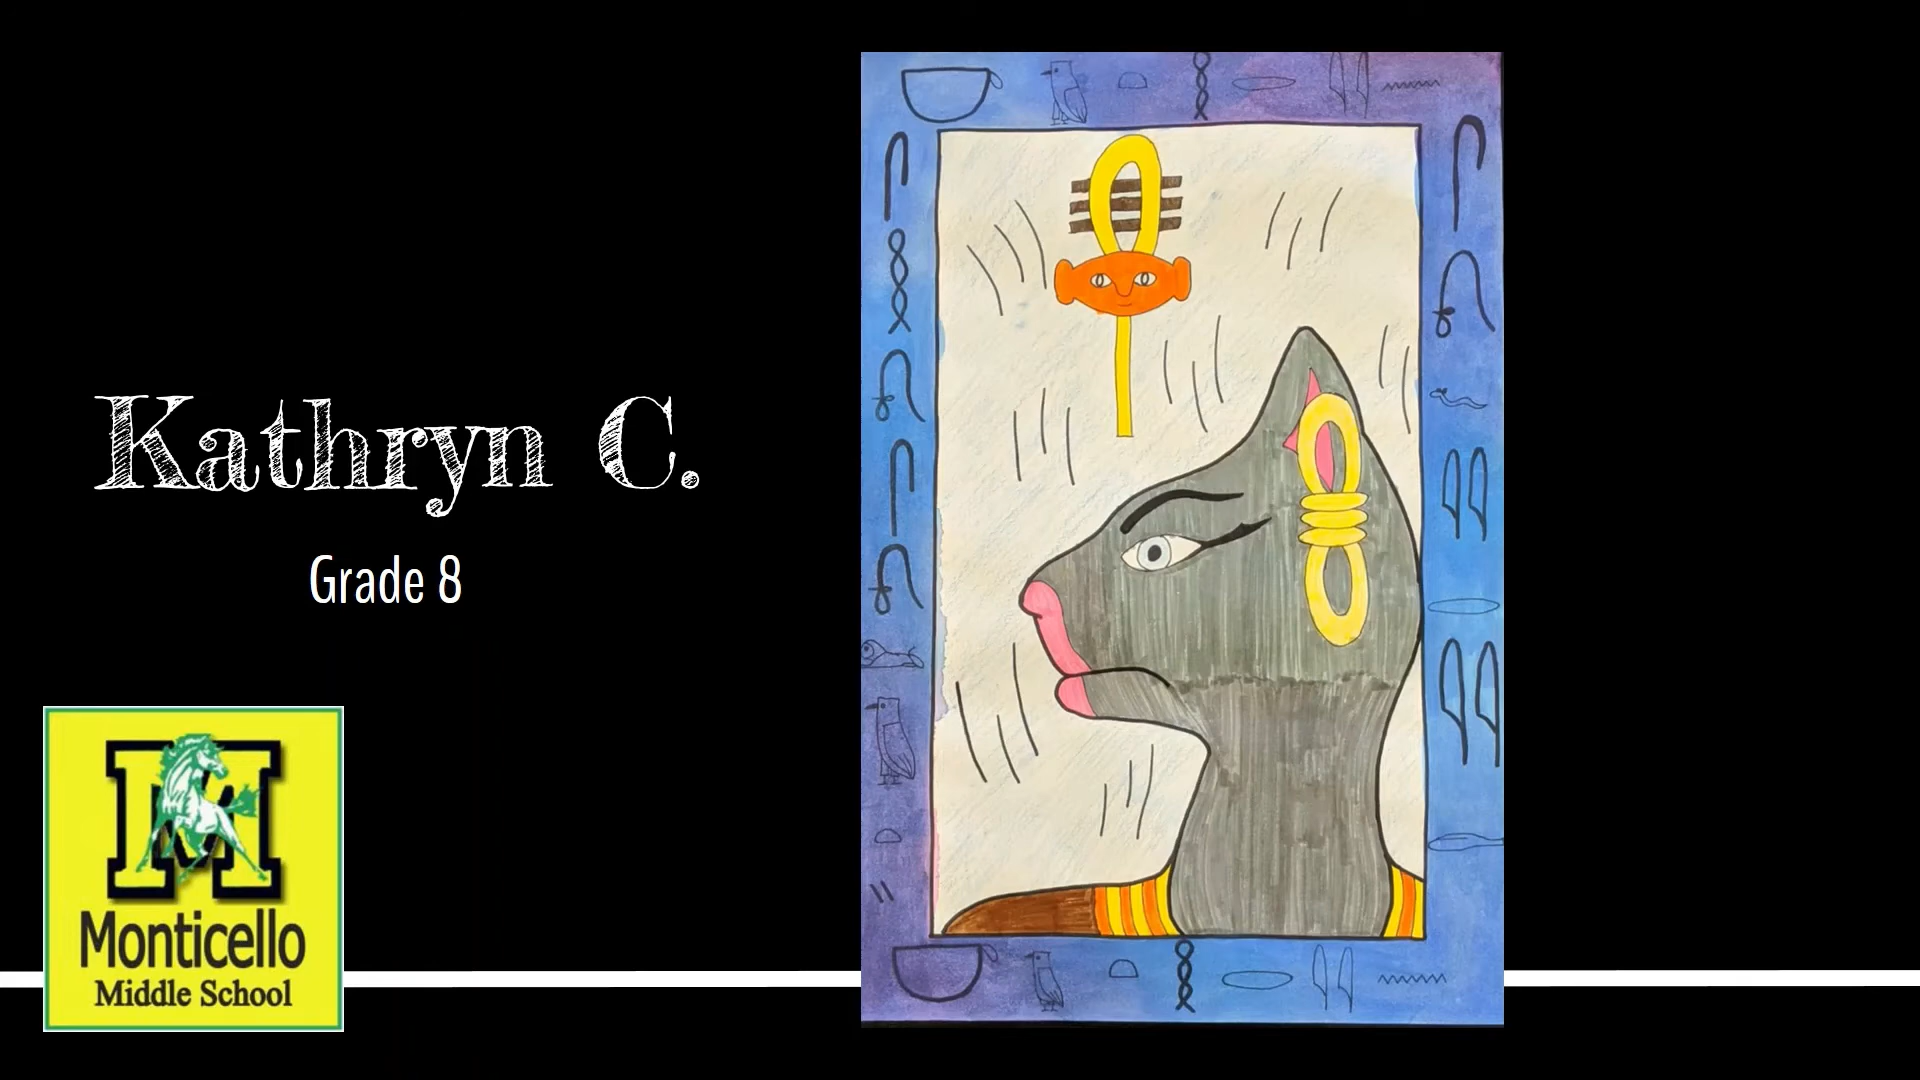 Kathryn C.
Grade 8
M
Monticello
Middle School